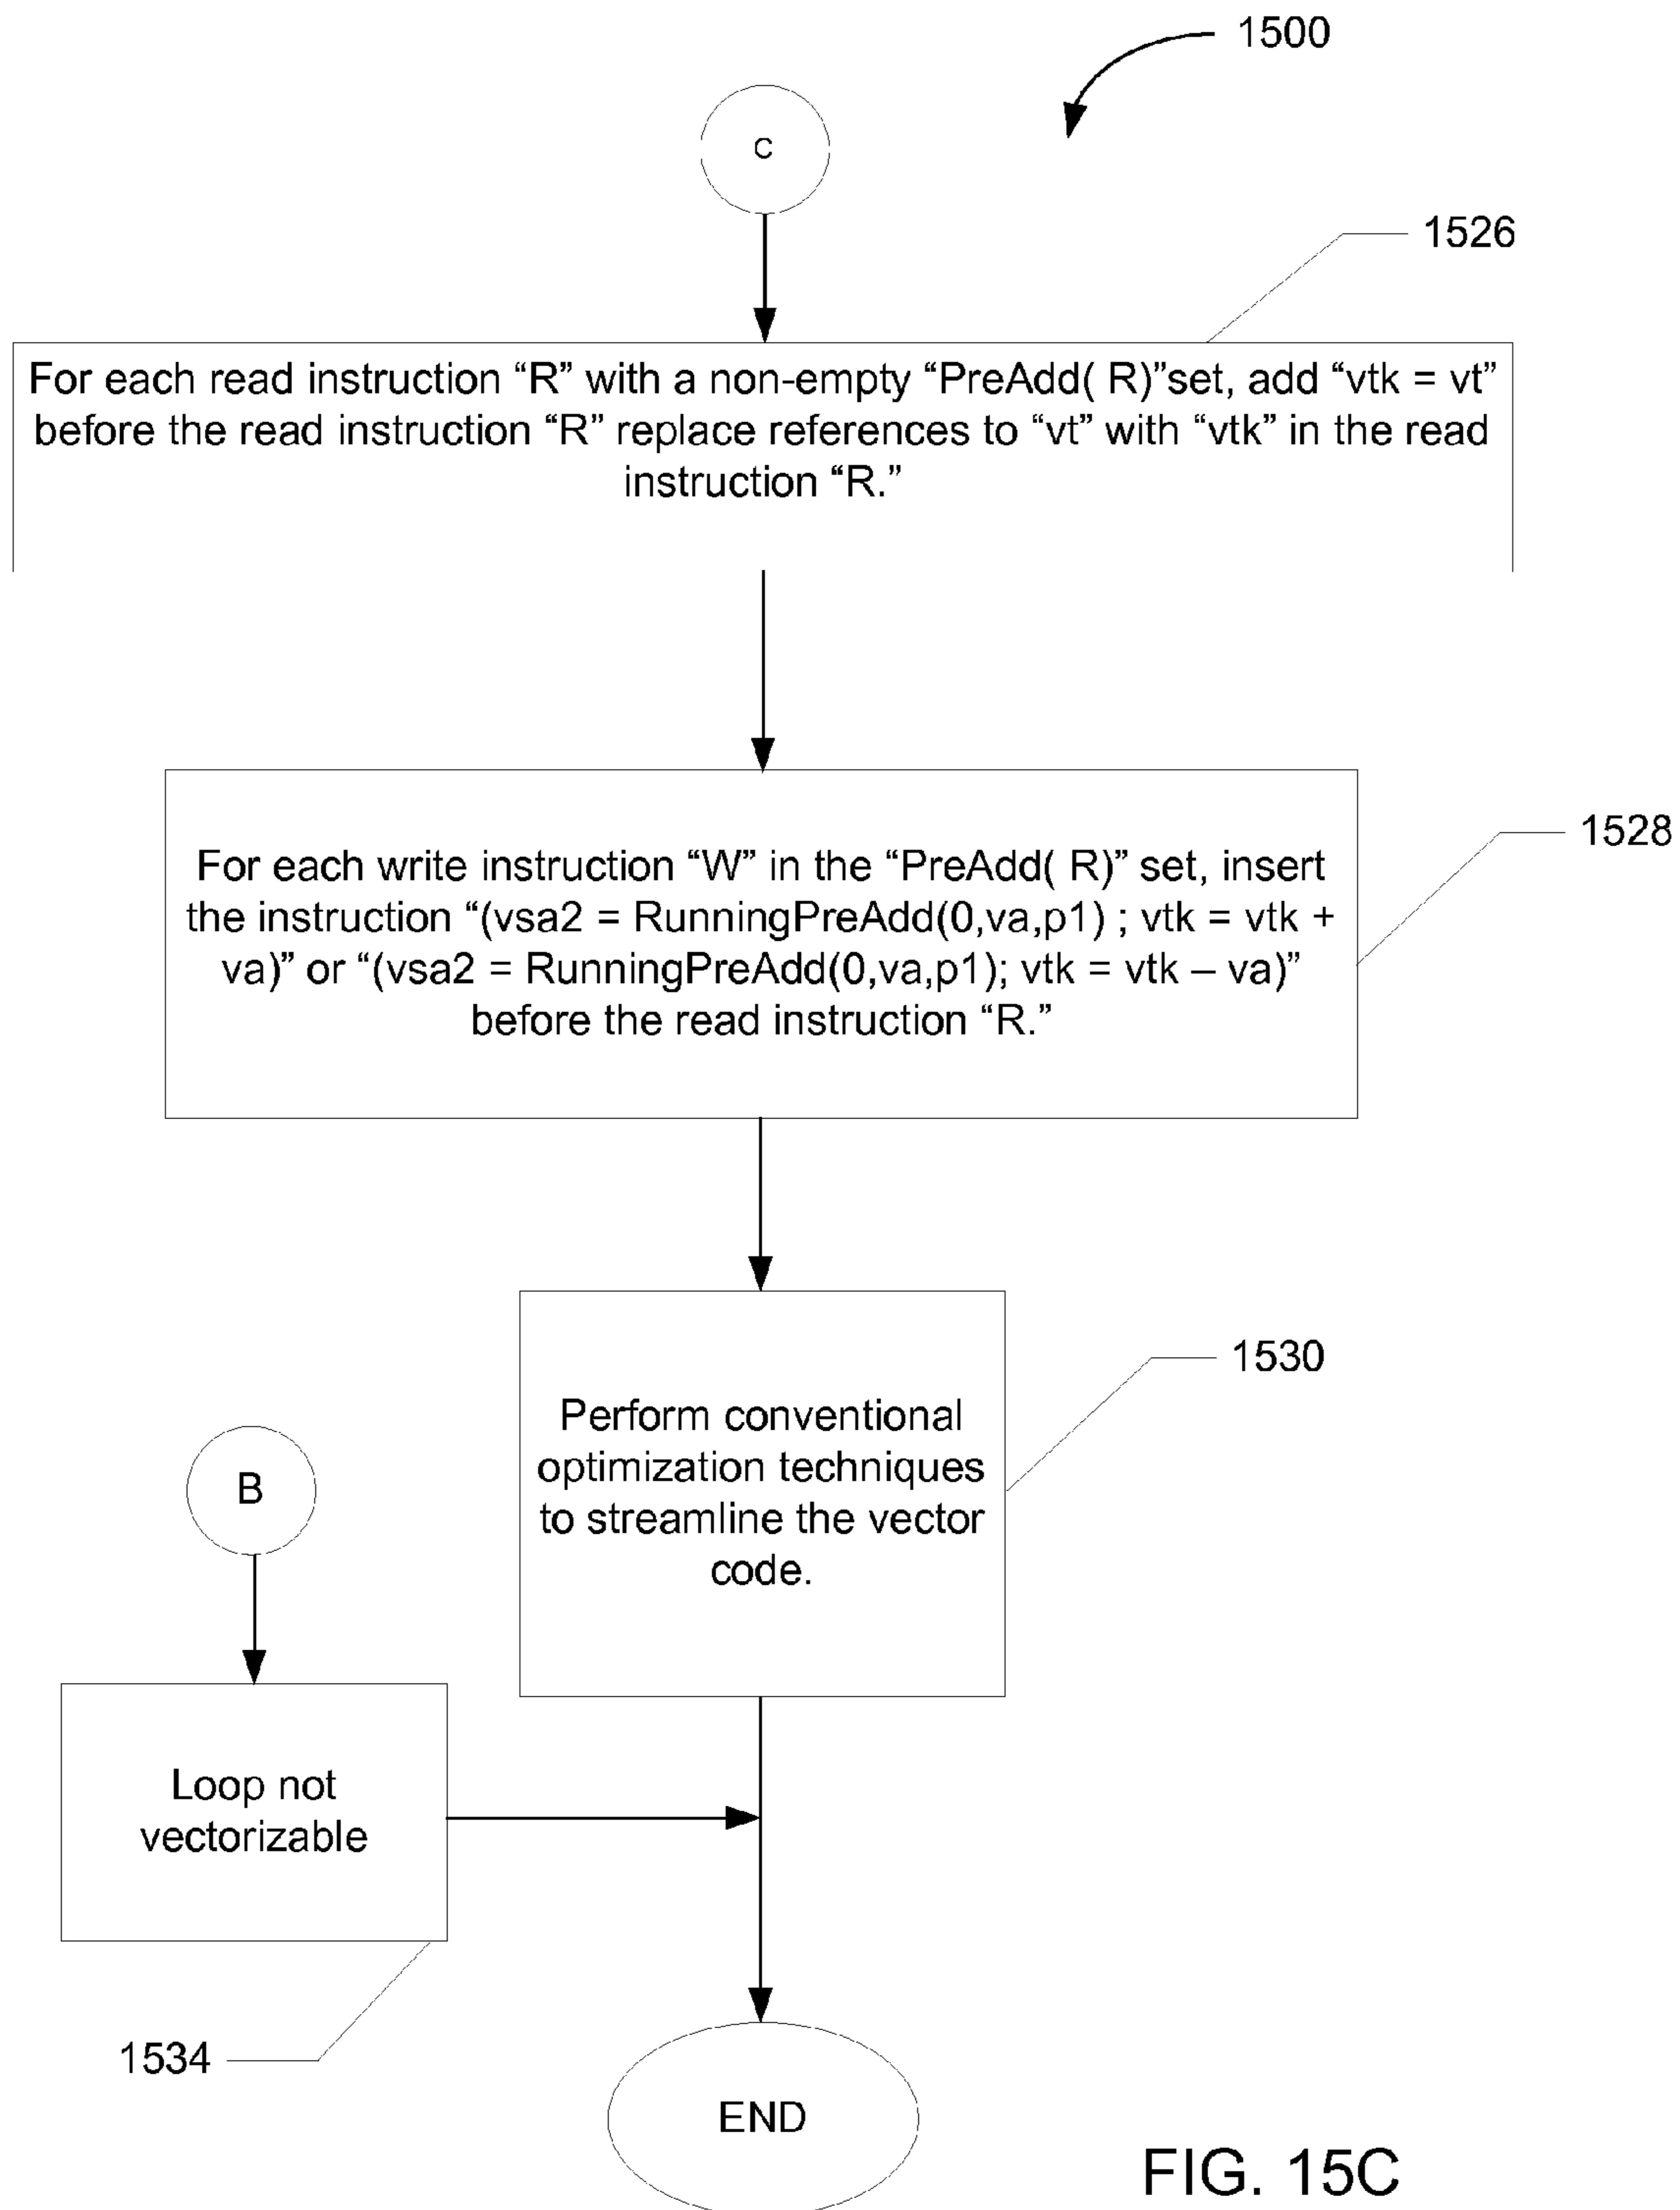 1500
C
1526
For each read instruction “R” with a non-empty “PreAdd( R)”set, add “vtk = vt”
before the read instruction “R” replace references to “vt” with “vtk” in the read
instruction “R.”
1528
For each write instruction “W” in the “PreAdd( R)” set, insert
the instruction “(vsa2 = RunningPreAdd(0,va,p1) ; vtk = vtk +
va)” or “(vsa2 = RunningPreAdd(0,va,p1); vtk = vtk – va)”
before the read instruction “R.”
1530
Perform conventional
optimization techniques
to streamline the vector
code.
B
Loop not
vectorizable
1534
END
FIG. 15C